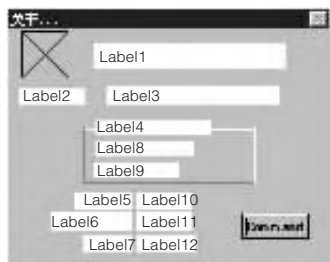 关于...
Label1
Label2 Label3
Label4
Label8
Label9
Label5 Label10
Label6 Label11
Label7 Label12
Command